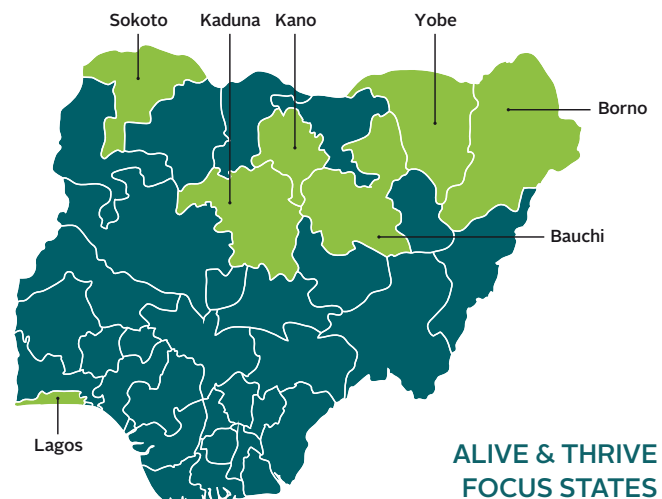 Sokoto
Kaduna
Kano
Yobe
Borno
Bauchi
Lagos
ALIVE & THRIVE
FOCUS STATES